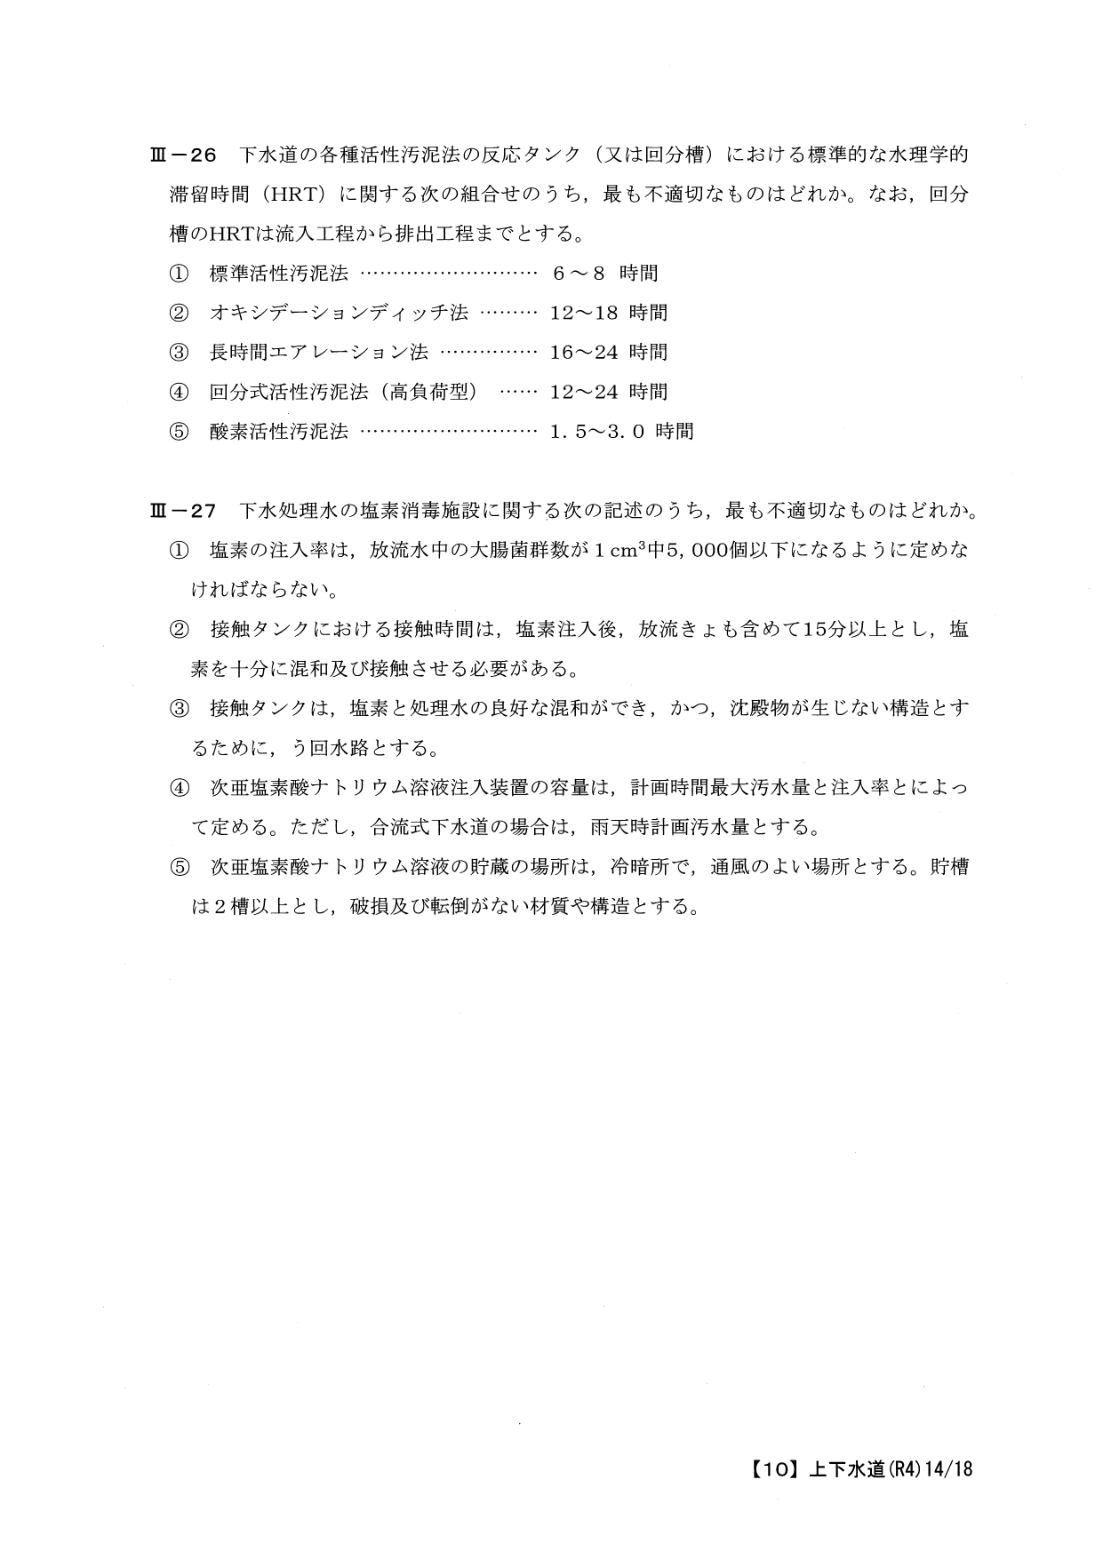 Ⅲ－26　下水道の各種活性汚泥法の反応タンク（又は回分槽）における標準的な水理学的
滞留時間（HRT）に関する次の組合せのうち，最も不適切なものはどれか。なお，回分
槽のHRTは流入工程から排出工程までとする。
①　標準活性汚泥法 ……………………… 6～8 時間
②　オキシデーションディッチ法 ……… 12～18 時間
③　長時間エアレーション法 …………… 16～24 時間
④　回分式活性汚泥法（高負荷型） …… 12～24 時間
⑤　酸素活性汚泥法 ……………………… 1. 5～3. 0 時間
Ⅲ－27　下水処理水の塩素消毒施設に関する次の記述のうち，最も不適切なものはどれか。
①　塩素の注入率は，放流水中の大腸菌群数が１cm³中5, 000個以下になるように定めな
ければならない。
②　接触タンクにおける接触時間は，塩素注入後，放流きょも含めて15分以上とし，塩
素を十分に混和及び接触させる必要がある。
③　接触タンクは，塩素と処理水の良好な混和ができ，かつ，沈殿物が生じない構造とす
るために，う回水路とする。
④　次亜塩素酸ナトリウム溶液注入装置の容量は，計画時間最大汚水量と注入率とによっ
て定める。ただし，合流式下水道の場合は，雨天時計画汚水量とする。
⑤　次亜塩素酸ナトリウム溶液の貯蔵の場所は，冷暗所で，通風のよい場所とする。貯槽
は２槽以上とし，破損及び転倒がない材質や構造とする。
【10】上下水道(R4)14/18